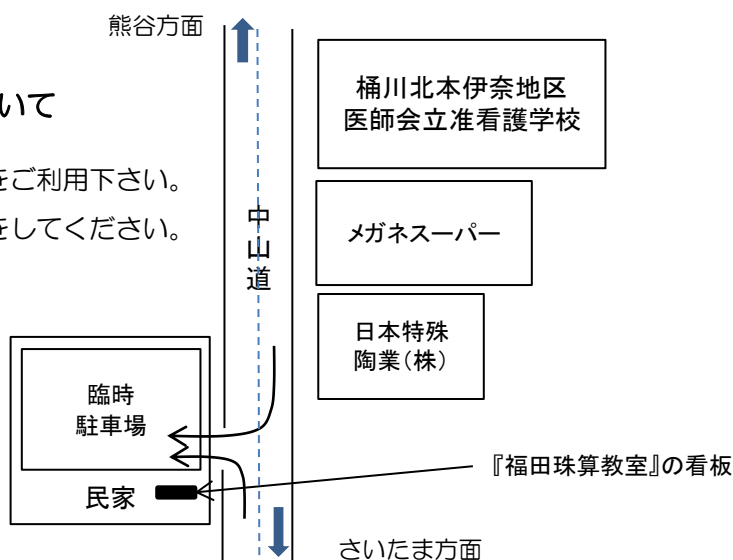 熊谷方面
いて
をご利用下さい。
をしてください。
中山道
桶川北本伊奈地区
医師会立准看護学校
メガネスーパー
日本特殊
陶業（株）
臨時
駐車場
民家
『福田珠算教室』の看板
さいたま方面